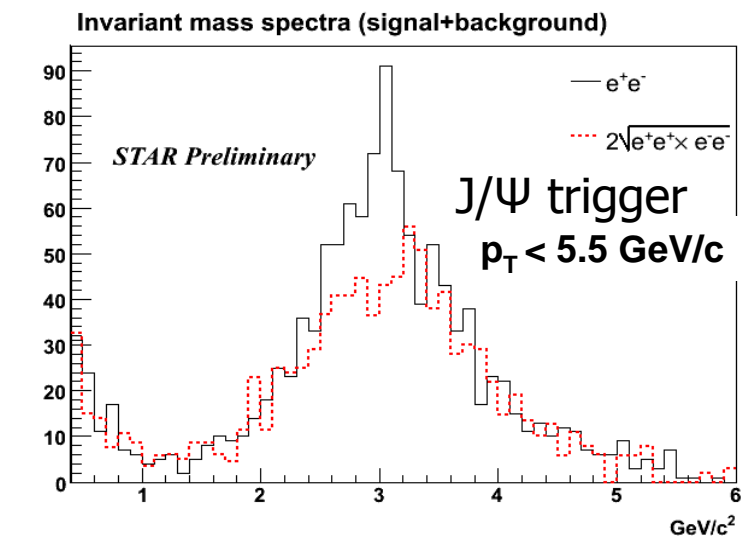 Invariant mass spectra (signal+background)
90
80
70
60
50
40
30
20
10
0
e⁺e⁻
2√e⁺e⁺× e⁻e⁻
STAR Preliminary
J/Ψ trigger
p_T < 5.5 GeV/c
1 2 3 4 5 6
GeV/c²